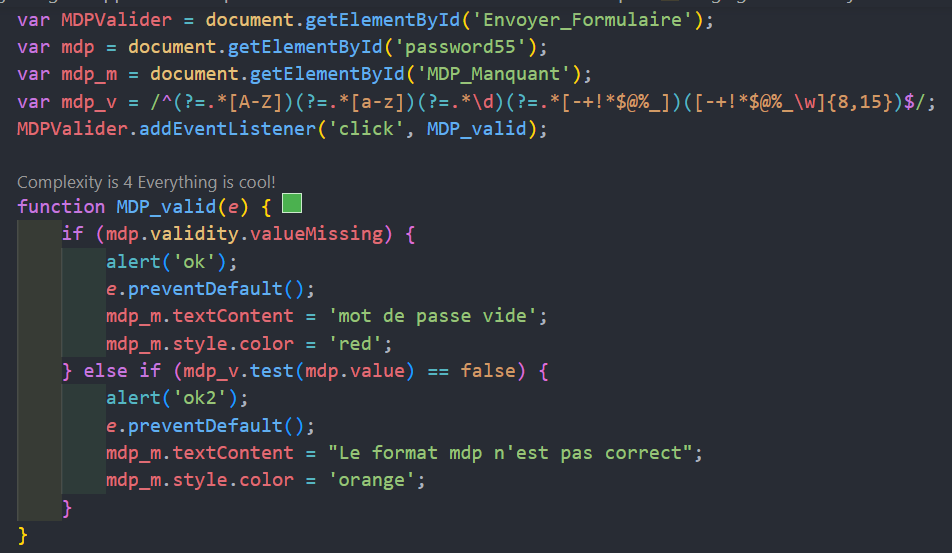 var MDPValider = document.getElementById('Envoyer_Formulaire');
var mdp = document.getElementById('password55');
var mdp_m = document.getElementById('MDP_Manquant');
var mdp_v = /^(?=.*[A-Z])(?=.*[a-z])(?=.*\d)(?=.*[-+!*$@%_])([-+!*$@%_\w]{8,15})$/;
MDPValider.addEventListener('click', MDP_valid);
Complexity is 4 Everything is cool!
function MDP_valid(e) {
    if (mdp.validity.valueMissing) {
        alert('ok');
        e.preventDefault();
        mdp_m.textContent = 'mot de passe vide';
        mdp_m.style.color = 'red';
    } else if (mdp_v.test(mdp.value) == false) {
        alert('ok2');
        e.preventDefault();
        mdp_m.textContent = "Le format mdp n'est pas correct";
        mdp_m.style.color = 'orange';
    }
}